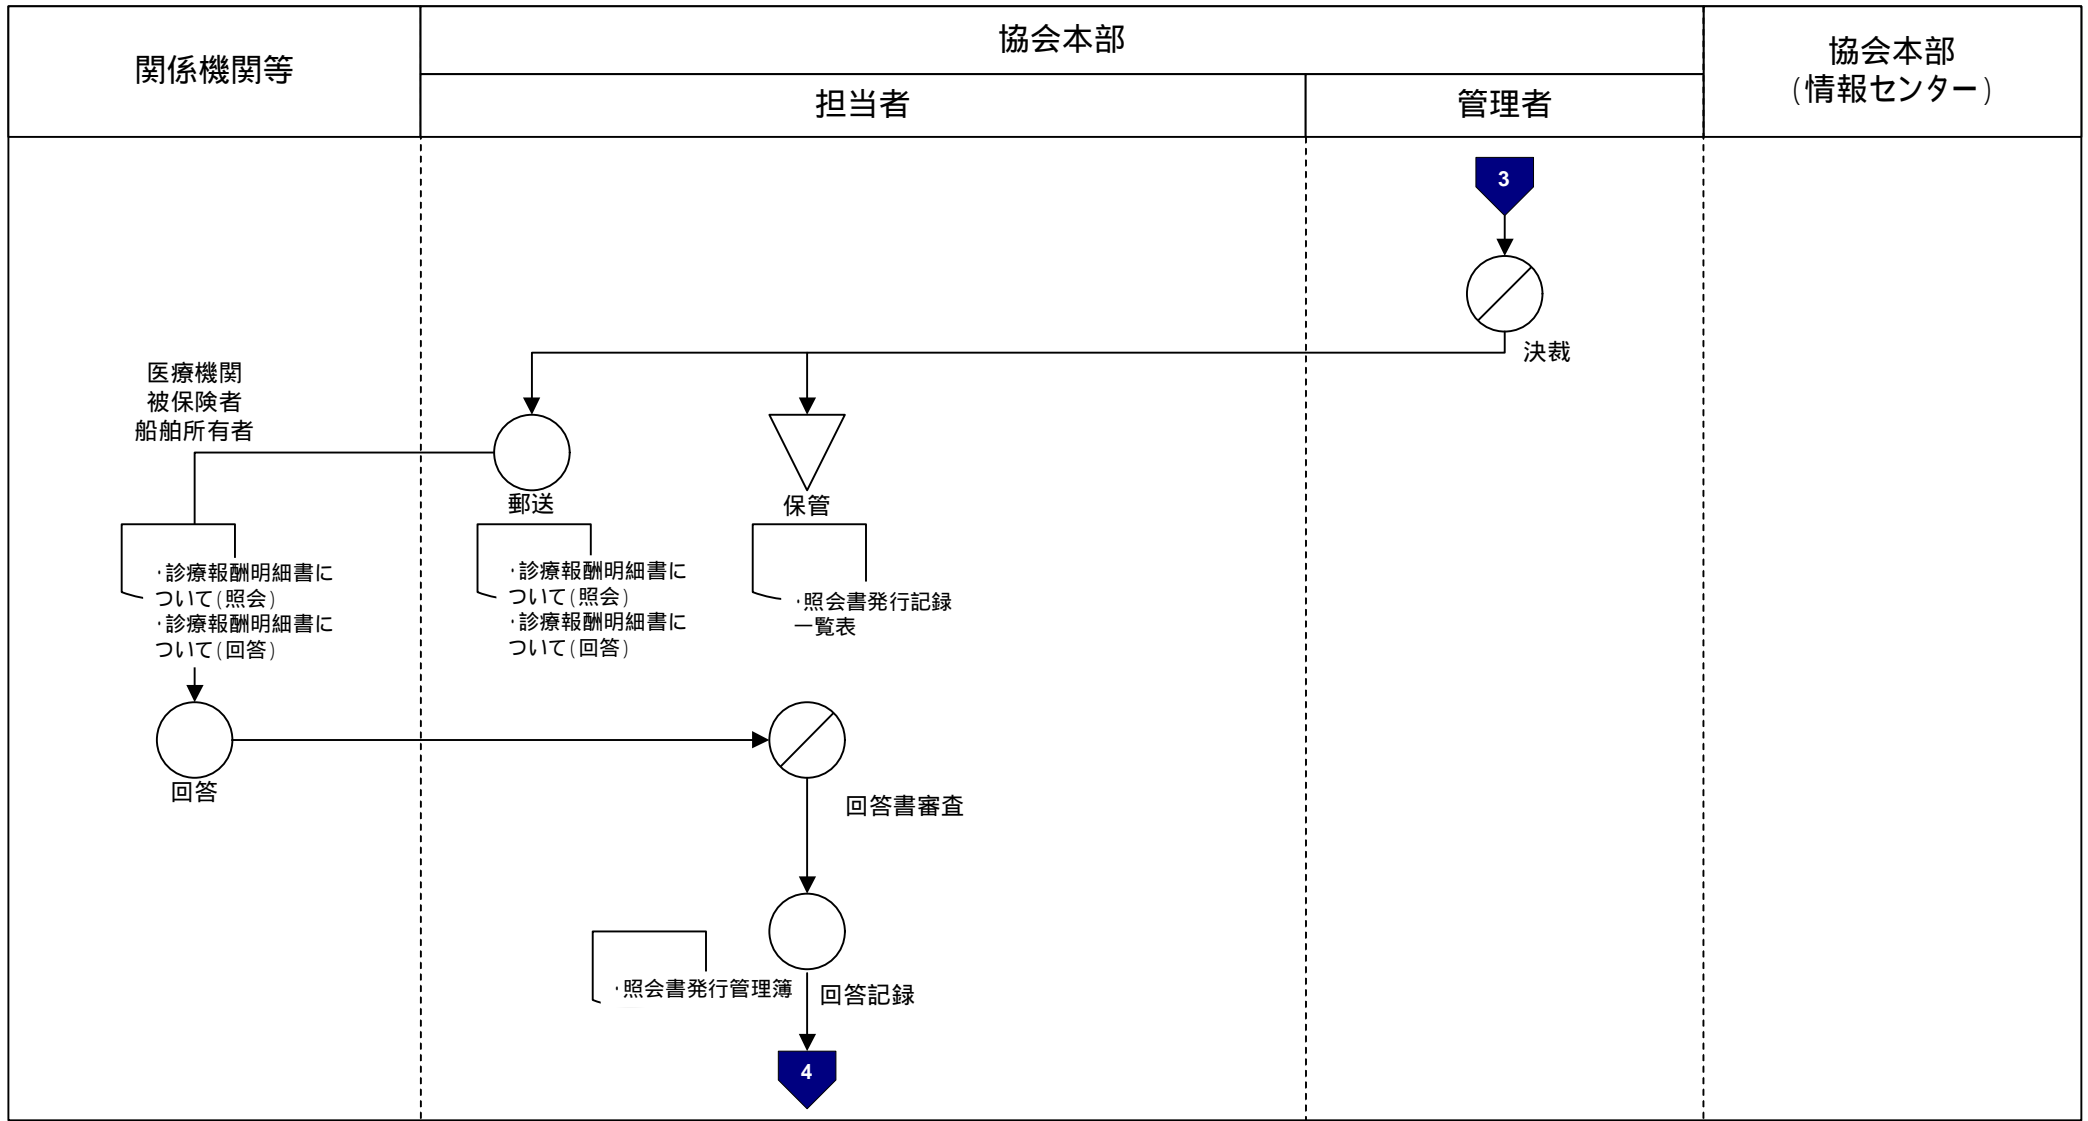 関係機関等
協会本部
担当者
管理者
協会本部
(情報センター)
3
決裁
医療機関
被保険者
船舶所有者
郵送
保管
・診療報酬明細書に
ついて(照会)
・診療報酬明細書に
ついて(回答)
・診療報酬明細書に
ついて(照会)
・診療報酬明細書に
ついて(回答)
・照会書発行記録
一覧表
回答
回答書審査
・照会書発行管理簿
回答記録
4